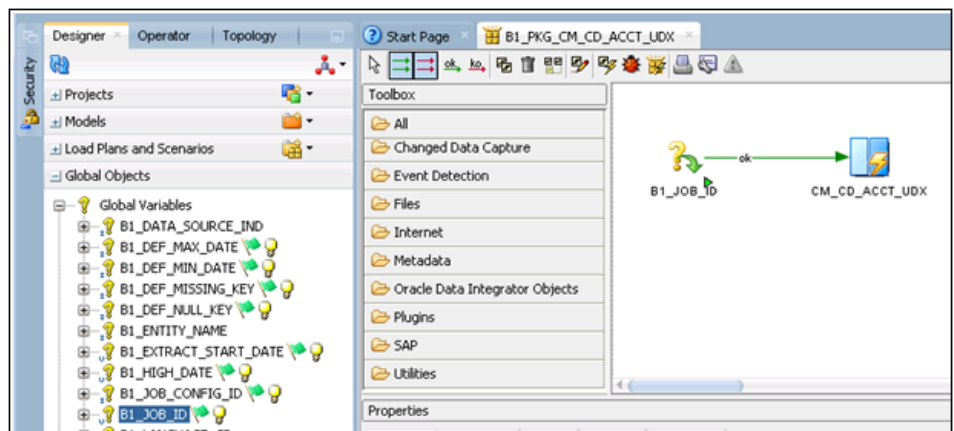 Designer
Operator
Topology
Security
Projects
Models
Load Plans and Scenarios
Global Objects
Global Variables
B1_DATA_SOURCE_IND
B1_DEF_MAX_DATE
B1_DEF_MIN_DATE
B1_DEF_MISSING_KEY
B1_DEF_NULL_KEY
B1_ENTITY_NAME
B1_EXTRACT_START_DATE
B1_HIGH_DATE
B1_JOB_CONFIG_ID
B1_JOB_ID
Start Page
B1_PKG_CM_CD_ACCT_UDX
ok
ko
Toolbox
All
Changed Data Capture
Event Detection
Files
Internet
Metadata
Oracle Data Integrator Objects
Plugins
SAP
Utilities
Properties
ok
B1_JOB_ID
CM_CD_ACCT_UDX